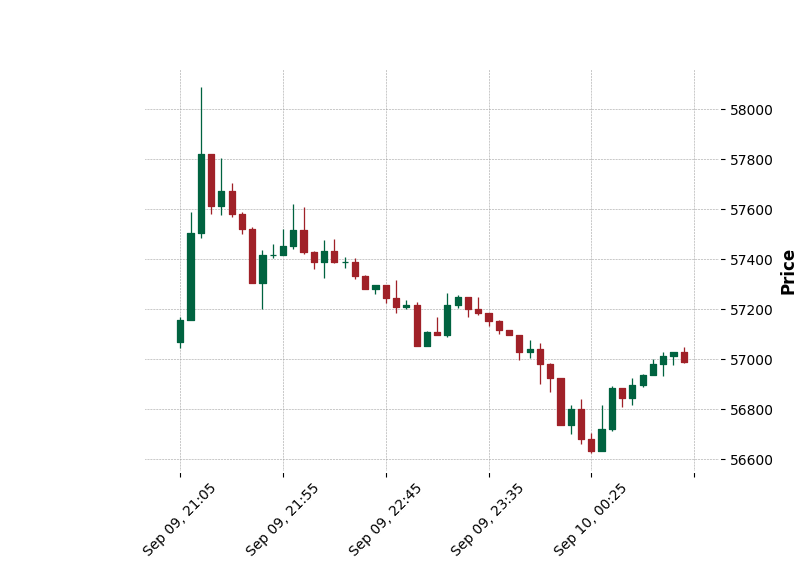 58000
57800
57600
57400
57200
57000
56800
56600
Price
Sep 09, 21:05
Sep 09, 21:55
Sep 09, 22:45
Sep 09, 23:35
Sep 10, 00:25